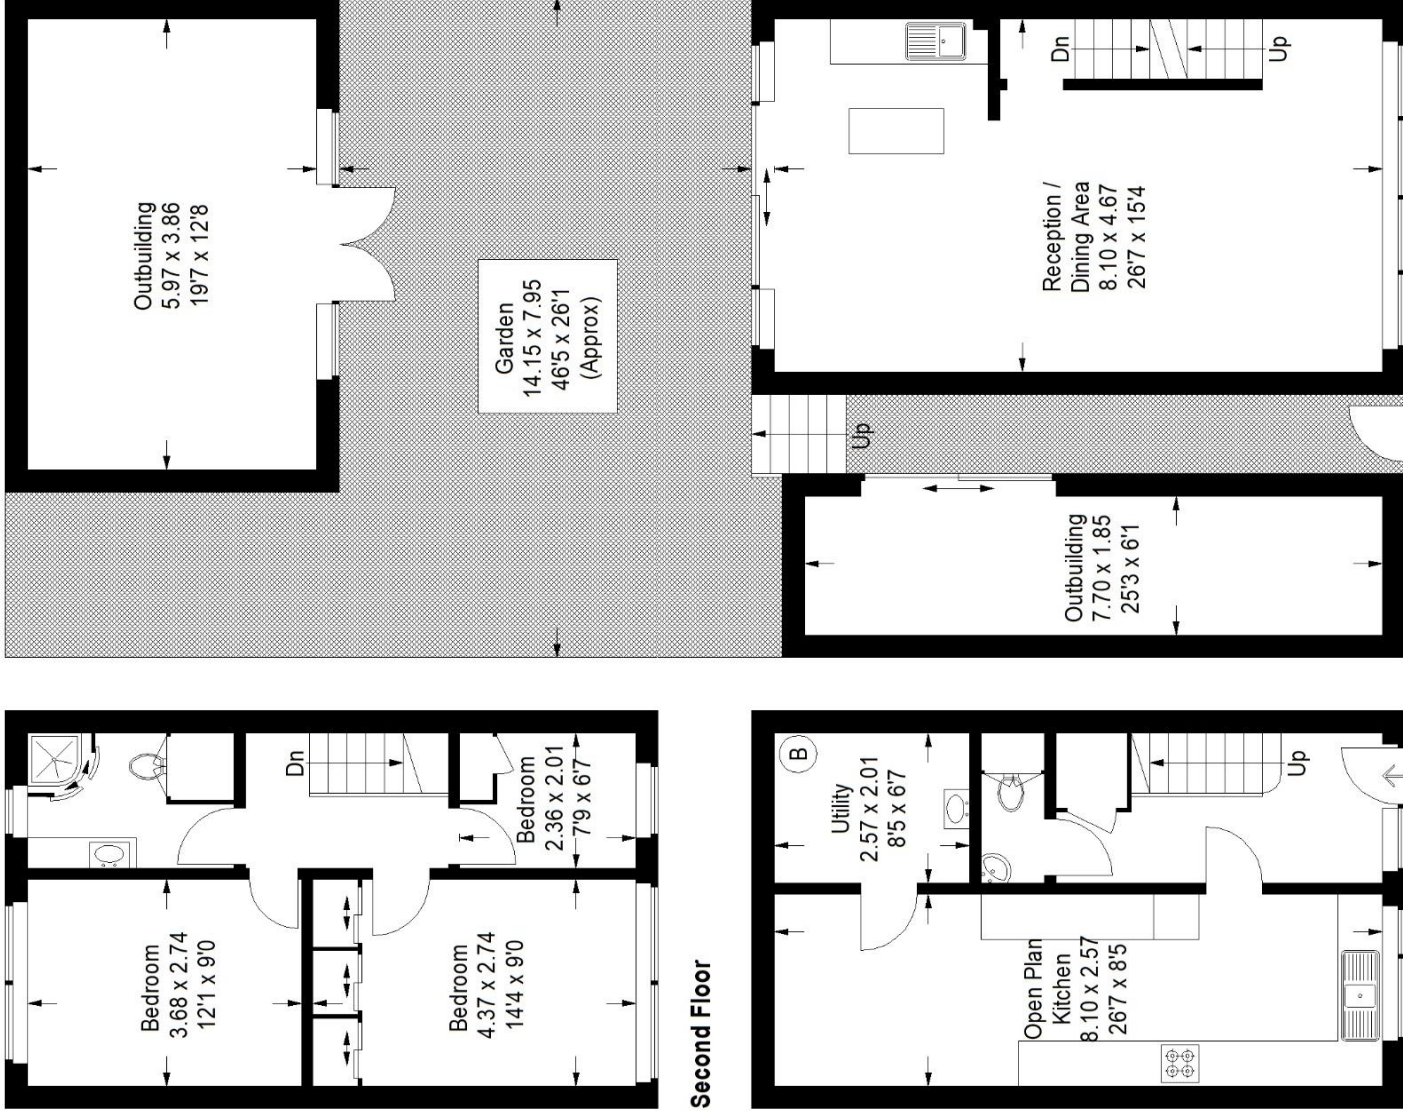 Outbuilding
5.97 x 3.86
19'7 x 12'8
Garden
14.15 x 7.95
46'5 x 26'1
(Approx)
Dn
Up
Reception /
Dining Area
8.10 x 4.67
26'7 x 15'4
Up
Outbuilding
7.70 x 1.85
25'3 x 6'1
Dn
Bedroom
2.36 x 2.01
7'9 x 6'7
Bedroom
3.68 x 2.74
12'1 x 9'0
Bedroom
4.37 x 2.74
14'4 x 9'0
Second Floor
B
Utility
2.57 x 2.01
8'5 x 6'7
Up
Open Plan
Kitchen
8.10 x 2.57
26'7 x 8'5